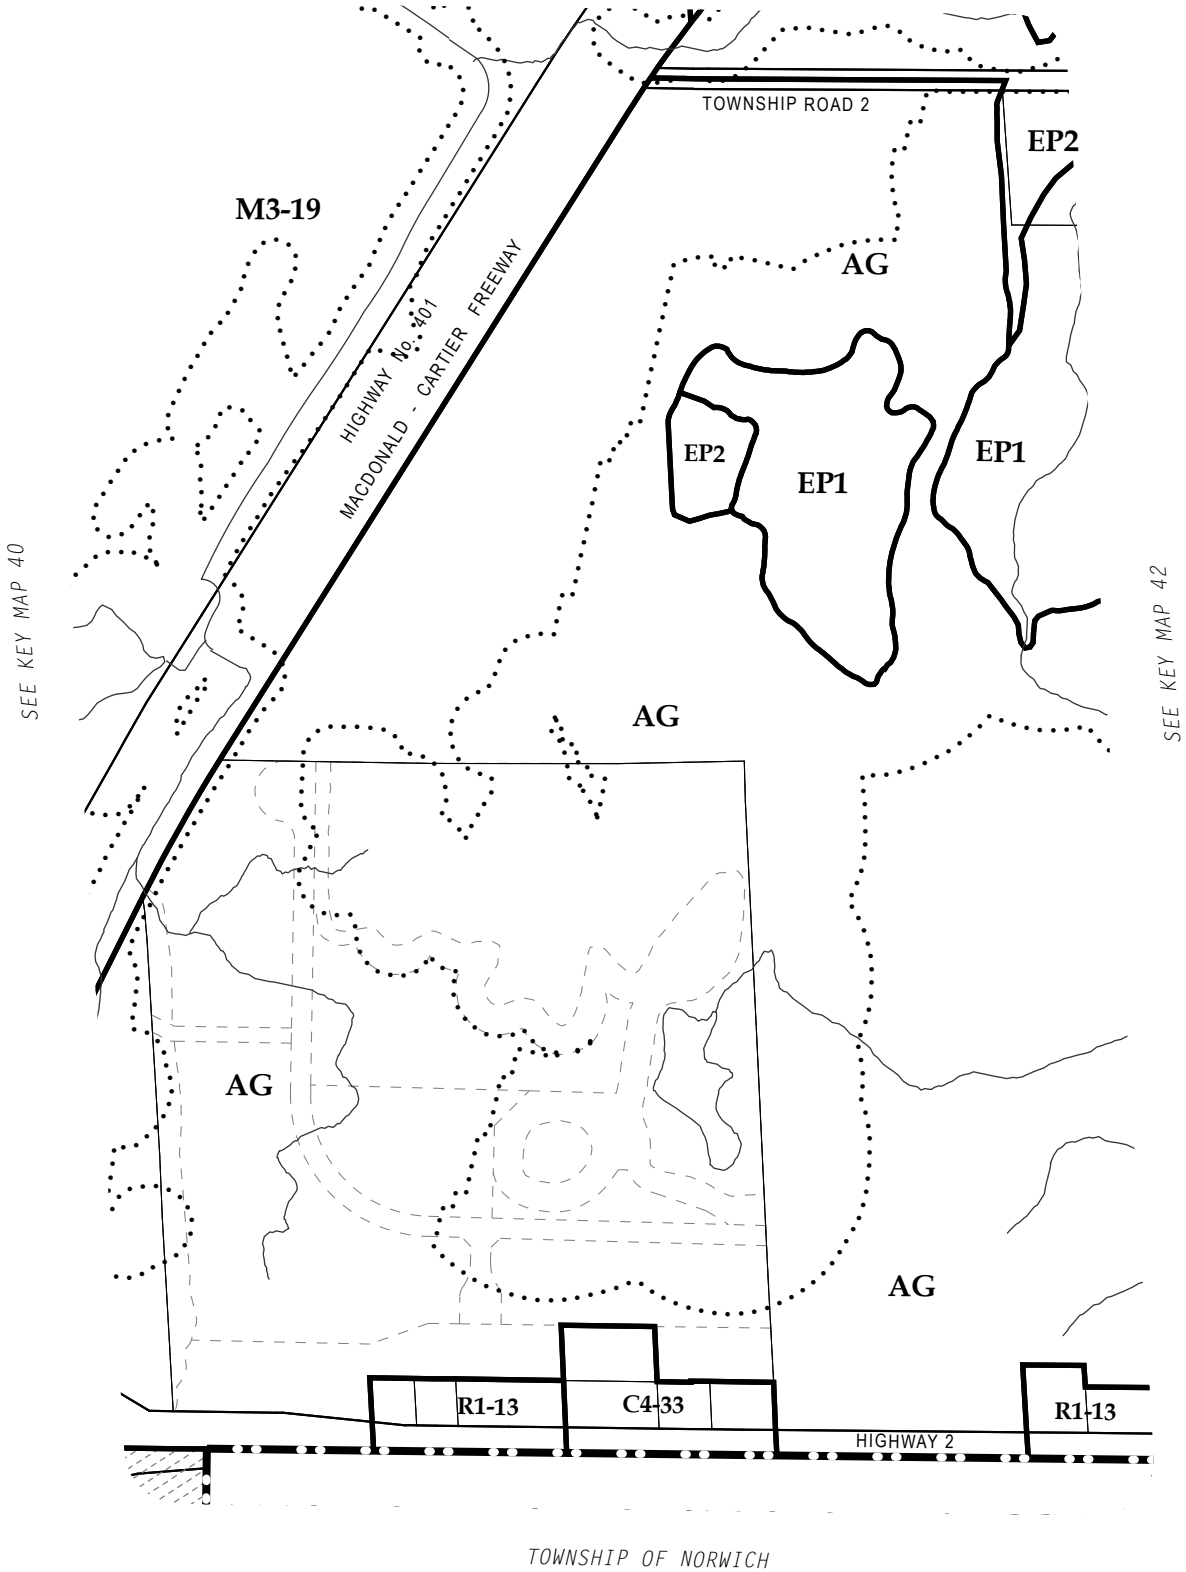 TOWNSHIP ROAD 2
EP2
M3-19
AG
HIGHWAY No. 401
MACDONALD - CARTIER FREEWAY
EP2
EP1
EP1
SEE KEY MAP 40
SEE KEY MAP 42
AG
AG
AG
R1-13
C4-33
R1-13
HIGHWAY 2
TOWNSHIP OF NORWICH